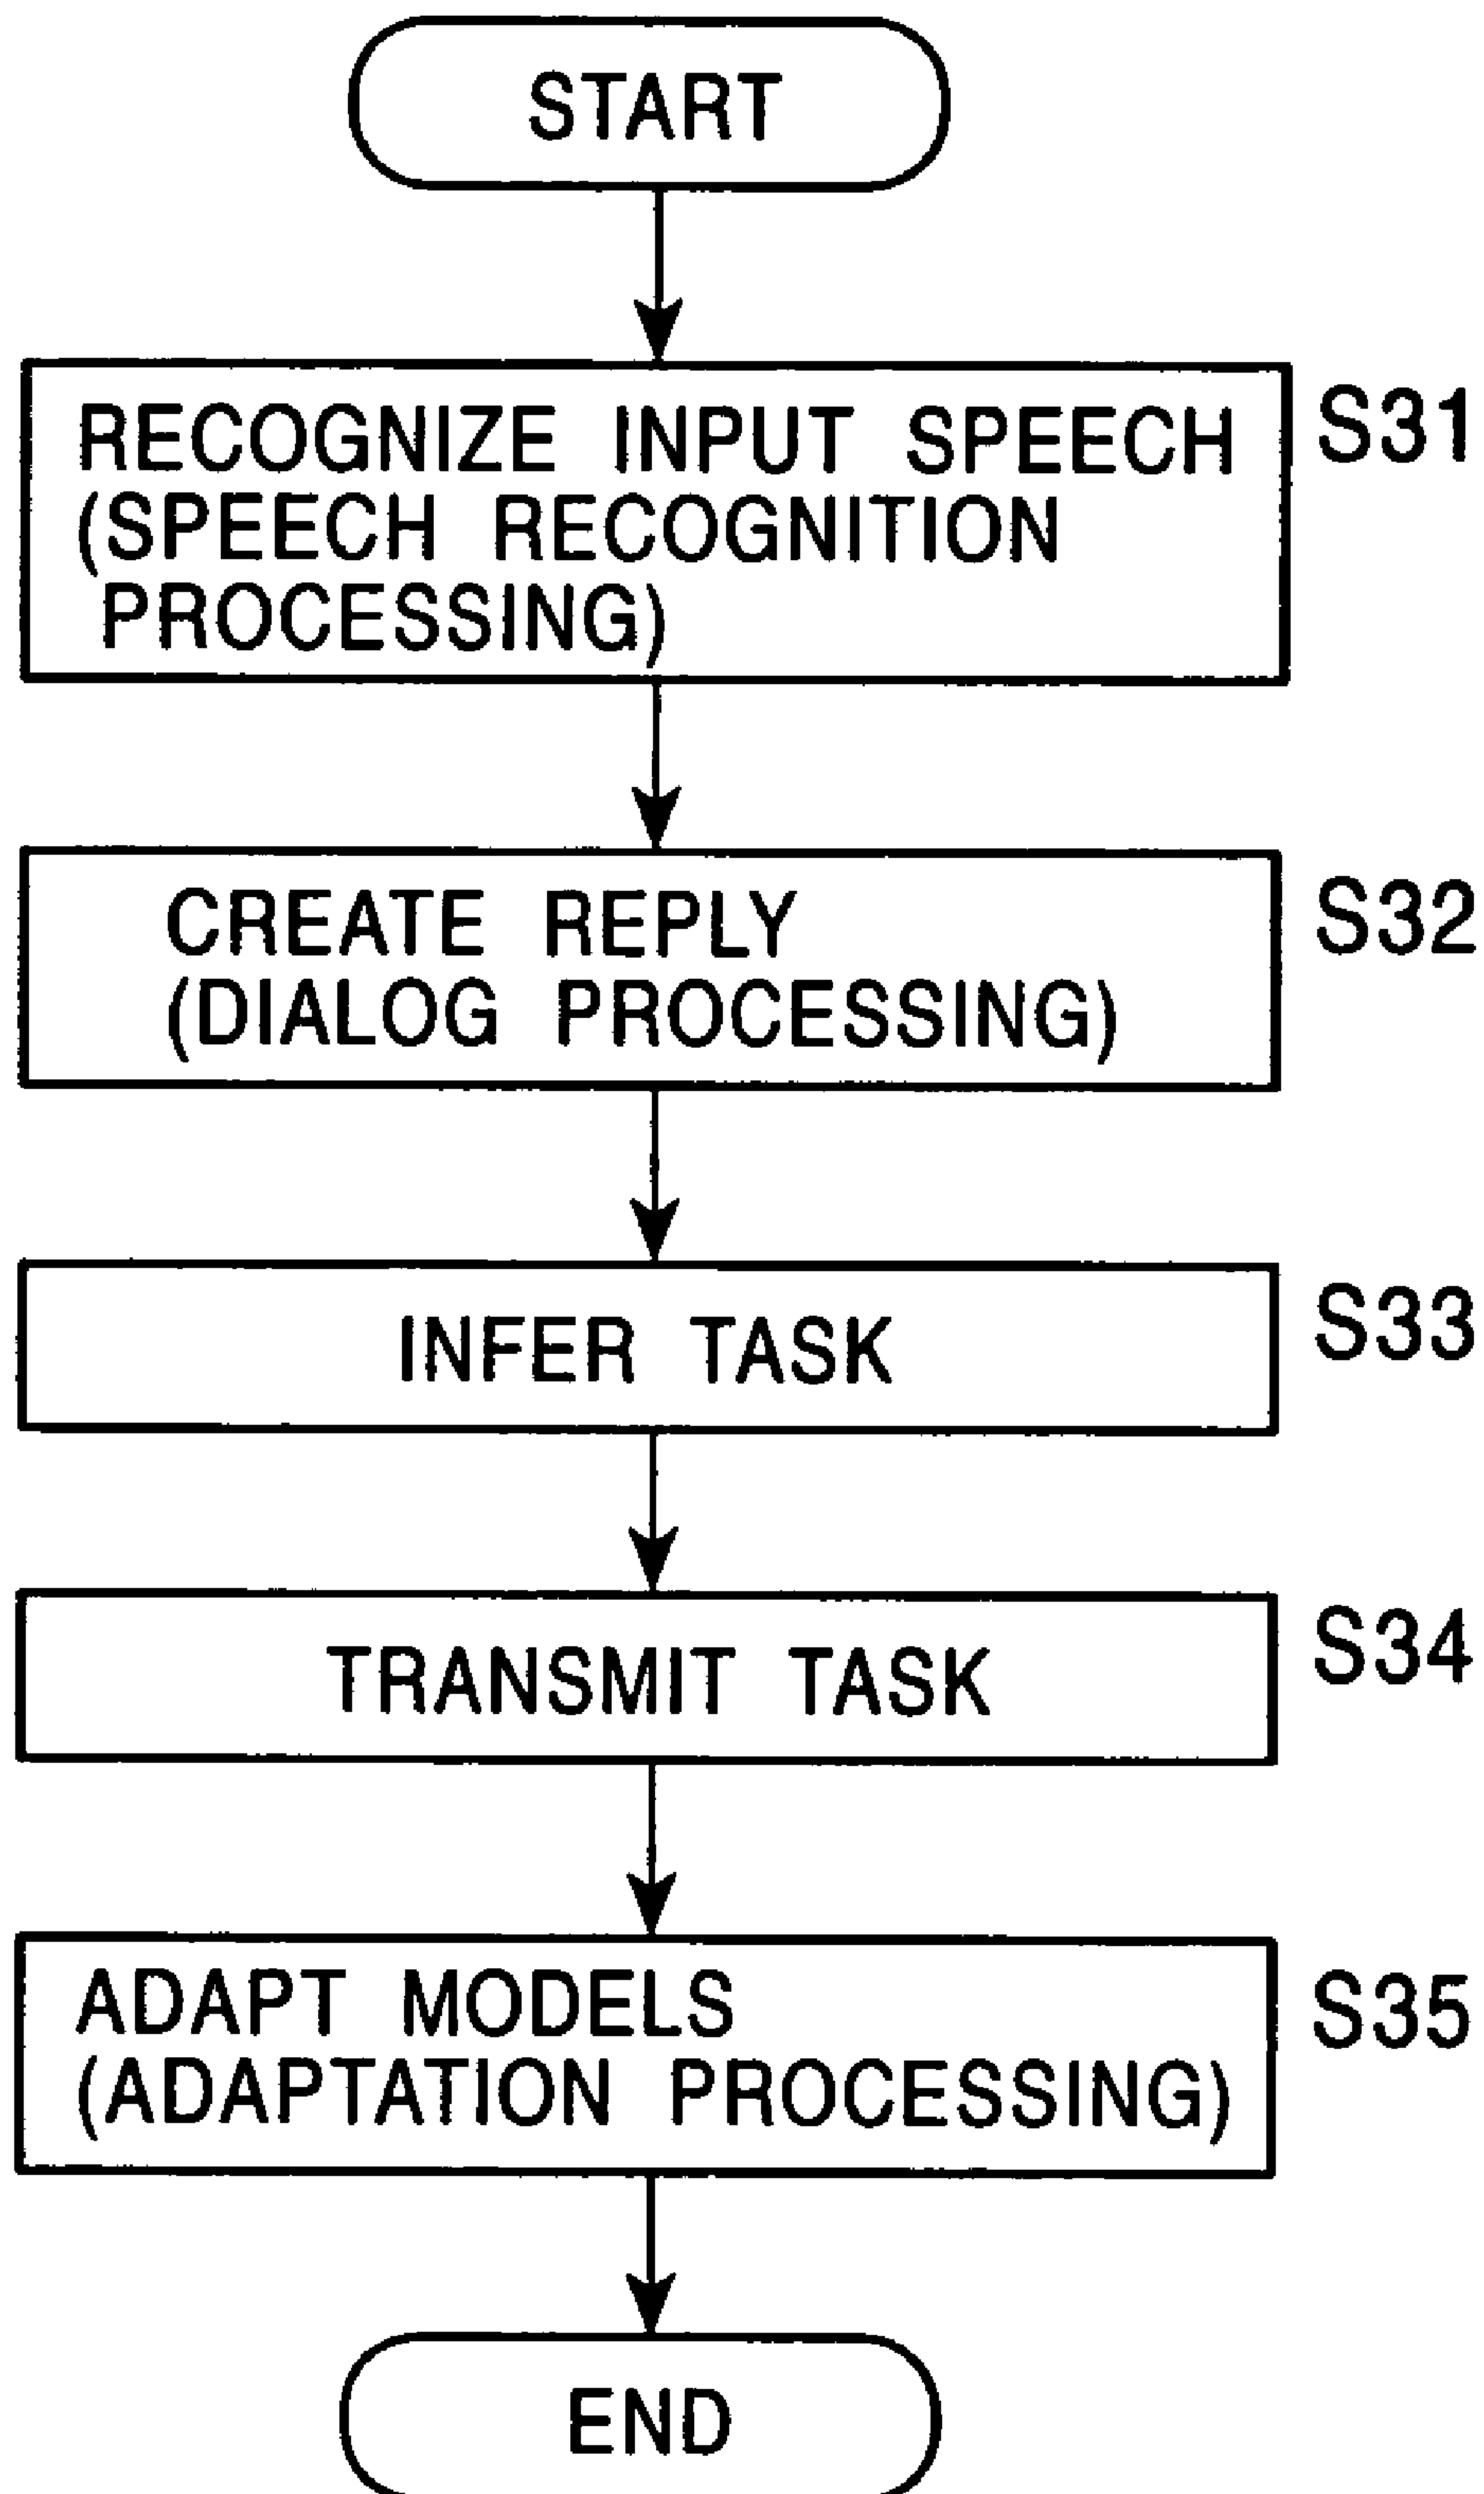 START
RECOGNIZE INPUT SPEECH
(SPEECH RECOGNITION
PROCESSING)
S31
CREATE REPLY
(DIALOG PROCESSING)
S32
INFER TASK
S33
TRANSMIT TASK
S34
ADAPT MODELS
(ADAPTATION PROCESSING)
S35
END